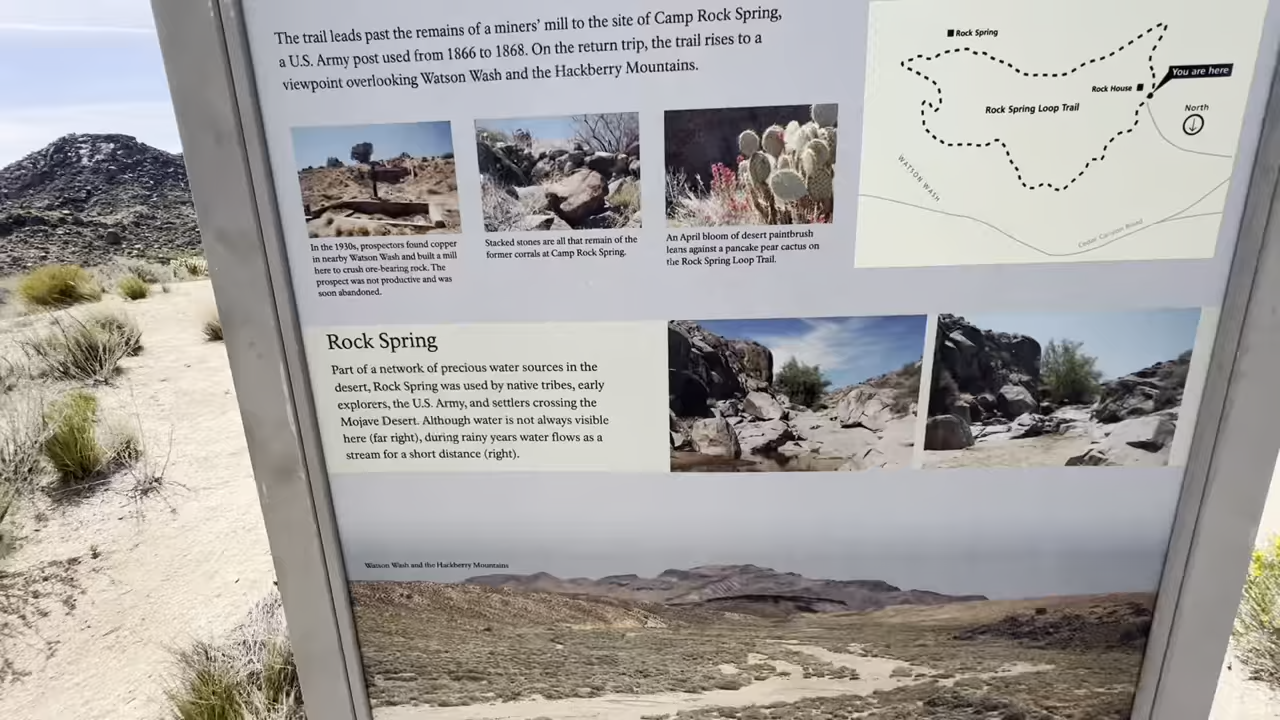 The trail leads past the remains of a miners' mill to the site of Camp Rock Spring,
a U.S. Army post used from 1866 to 1868. On the return trip, the trail rises to a
viewpoint overlooking Watson Wash and the Hackberry Mountains.
Rock Spring
You are here
Rock House
Rock Spring Loop Trail
North
WATSON WASH
Cedar Canyon Road
In the 1930s, prospectors found copper
in nearby Watson Wash and built a mill
here to crush ore-bearing rock. The
prospect was not productive and was
soon abandoned.
Stacked stones are all that remain of the
former corrals at Camp Rock Spring.
An April bloom of desert paintbrush
leans against a pancake pear cactus on
the Rock Spring Loop Trail.
Rock Spring
Part of a network of precious water sources in the
desert, Rock Spring was used by native tribes, early
explorers, the U.S. Army, and settlers crossing the
Mojave Desert. Although water is not always visible
here (far right), during rainy years water flows as a
stream for a short distance (right).
Watson Wash and the Hackberry Mountains